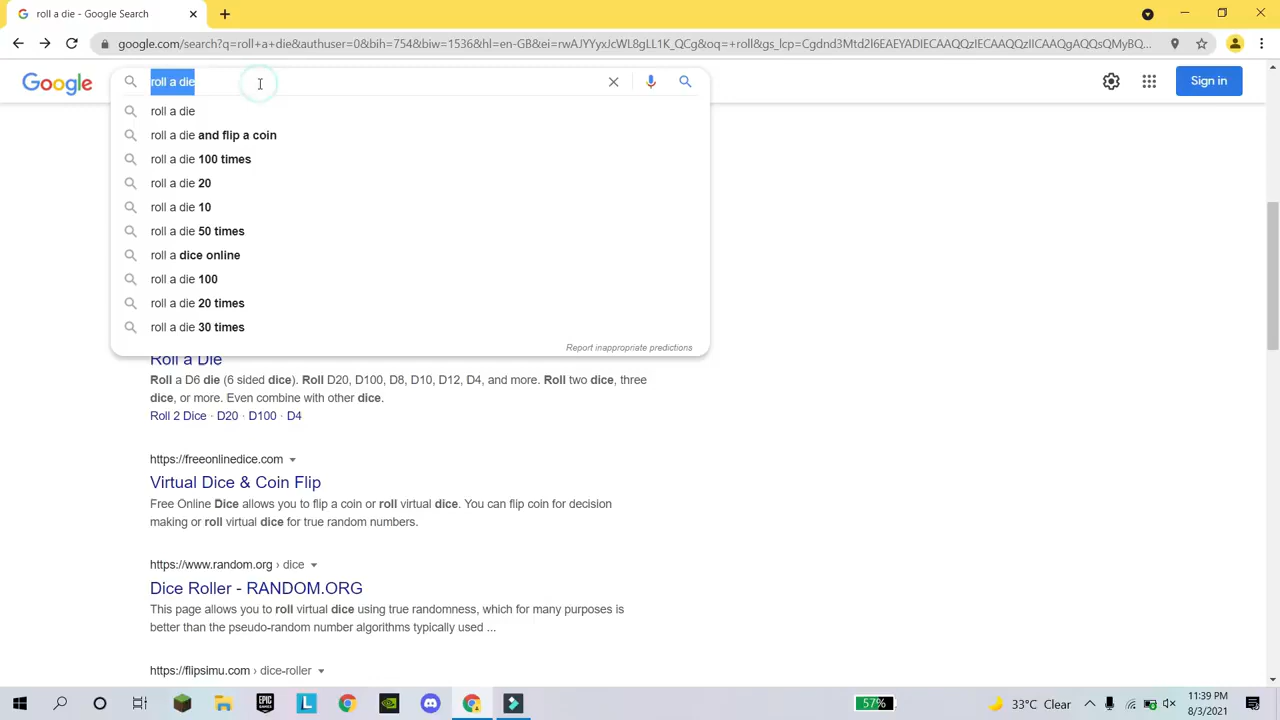 roll a die - Google Search
google.com/search?q=roll+a+die&authuser=0&bih=754&biw=1536&hl=en-GB&ei=rwAJYYyxJcWL8gLL1K_QCg&oq=+roll&gs_lcp=Cgdnd3Mtd2l6EAEYADIECAAQQzIECAAQQzIICAAQgAQQsQMyBQ...
Google
roll a die
Sign in
roll a die
roll a die and flip a coin
roll a die 100 times
roll a die 20
roll a die 10
roll a die 50 times
roll a dice online
roll a die 100
roll a die 20 times
roll a die 30 times
Report inappropriate predictions
Roll a Die
Roll a D6 die (6 sided dice). Roll D20, D100, D8, D10, D12, D4, and more. Roll two dice, three
dice, or more. Even combine with other dice.
Roll 2 Dice · D20 · D100 · D4
https://freeonlinedice.com
Virtual Dice & Coin Flip
Free Online Dice allows you to flip a coin or roll virtual dice. You can flip coin for decision
making or roll virtual dice for true random numbers.
https://www.random.org › dice
Dice Roller - RANDOM.ORG
This page allows you to roll virtual dice using true randomness, which for many purposes is
better than the pseudo-random number algorithms typically used ...
https://flipsimu.com › dice-roller
EPIC GAMES
L
57%
33°C Clear
11:39 PM
8/3/2021